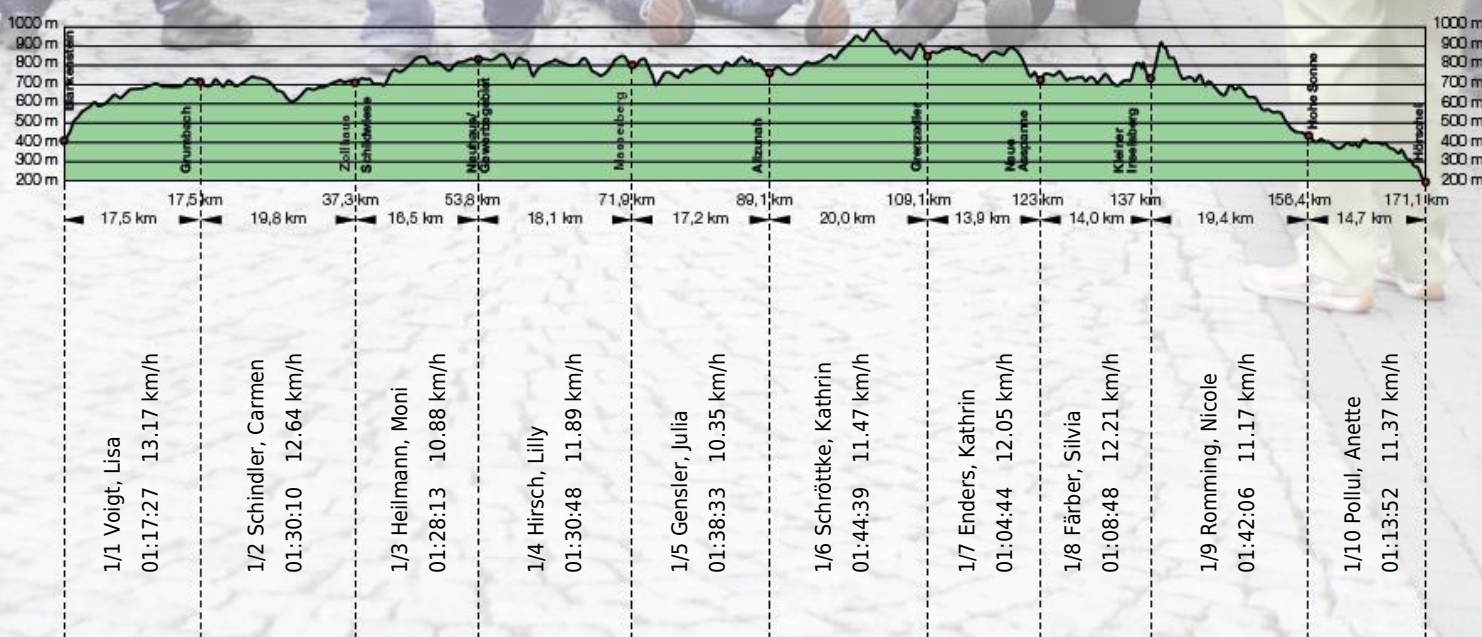 1000 m
900 m
800 m
700 m
600 m
500 m
400 m
300 m
200 m
1000 m
900 m
800 m
700 m
600 m
500 m
400 m
300 m
200 m
Blankenstein
Grumbach
Zollhaus
Schildwiese
Neuhaus/
Masserberg
Allzunah
Grenzadler
Neue
Ausspanne
Kleiner
Inselsberg
Hohe Sonne
Hörschel
17,5 km
37,3 km
53,8 km
71,9 km
89,1 km
109,1 km
123 km
137 km
156,4 km
171,1 km
17,5 km
19,8 km
16,5 km
18,1 km
17,2 km
20,0 km
13,9 km
14,0 km
19,4 km
14,7 km
1/1 Voigt, Lisa
01:17:27 13.17 km/h
1/2 Schindler, Carmen
01:30:10 12.64 km/h
1/3 Heilmann, Moni
01:28:13 10.88 km/h
1/4 Hirsch, Lilly
01:30:48 11.89 km/h
1/5 Gensler, Julia
01:38:33 10.35 km/h
1/6 Schröttke, Kathrin
01:44:39 11.47 km/h
1/7 Enders, Kathrin
01:04:44 12.05 km/h
1/8 Färber, Silvia
01:08:48 12.21 km/h
1/9 Romming, Nicole
01:42:06 11.17 km/h
1/10 Pollul, Anette
01:13:52 11.37 km/h